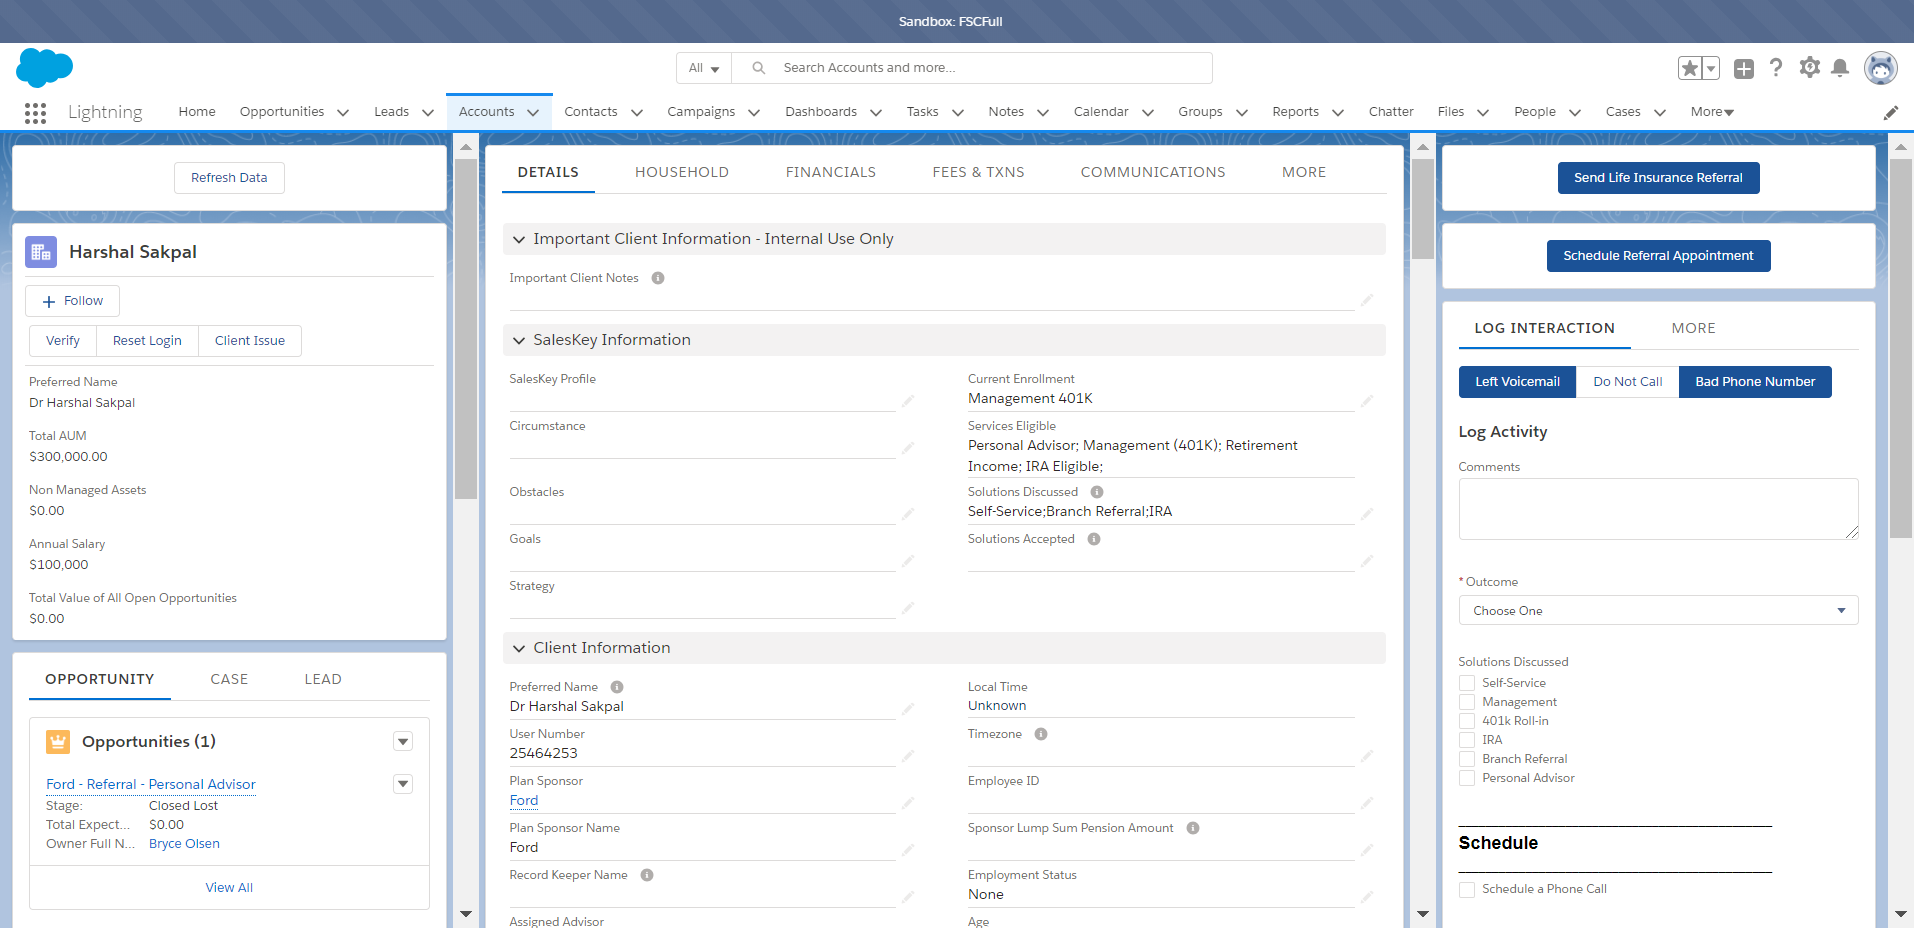 Sandbox: FSCFull
All
Search Accounts and more...
Lightning
Home
Opportunities
Leads
Accounts
Contacts
Campaigns
Dashboards
Tasks
Notes
Calendar
Groups
Reports
Chatter
Files
People
Cases
More
Refresh Data
Harshal Sakpal
Follow
Verify
Reset Login
Client Issue
Preferred Name
Dr Harshal Sakpal
Total AUM
$300,000.00
Non Managed Assets
$0.00
Annual Salary
$100,000
Total Value of All Open Opportunities
$0.00
OPPORTUNITY
CASE
LEAD
Opportunities (1)
Ford - Referral - Personal Advisor
Stage: Closed Lost
Total Expect... $0.00
Owner Full N... Bryce Olsen
View All
DETAILS
HOUSEHOLD
FINANCIALS
FEES & TXNS
COMMUNICATIONS
MORE
Important Client Information - Internal Use Only
Important Client Notes
SalesKey Information
SalesKey Profile
Circumstance
Obstacles
Goals
Strategy
Current Enrollment
Management 401K
Services Eligible
Personal Advisor; Management (401K); Retirement
Income; IRA Eligible;
Solutions Discussed
Self-Service;Branch Referral;IRA
Solutions Accepted
Client Information
Preferred Name
Dr Harshal Sakpal
User Number
25464253
Plan Sponsor
Ford
Plan Sponsor Name
Ford
Record Keeper Name
Assigned Advisor
Local Time
Unknown
Timezone
Employee ID
Sponsor Lump Sum Pension Amount
Employment Status
None
Age
Send Life Insurance Referral
Schedule Referral Appointment
LOG INTERACTION
MORE
Left Voicemail
Do Not Call
Bad Phone Number
Log Activity
Comments
* Outcome
Choose One
Solutions Discussed
Self-Service
Management
401k Roll-in
IRA
Branch Referral
Personal Advisor
Schedule
Schedule a Phone Call